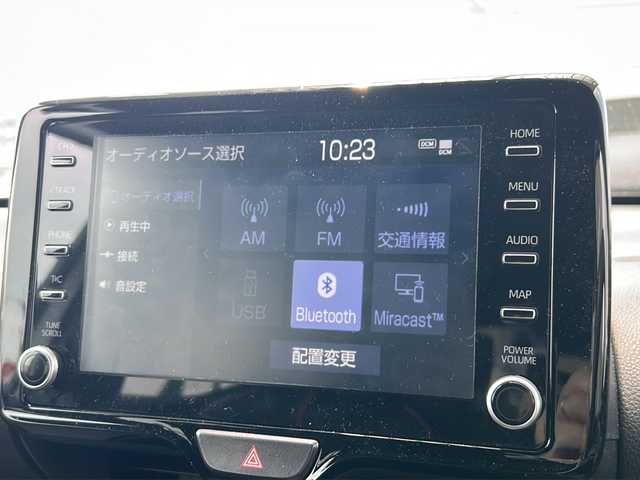 オーディオソース選択
10:23
DCM
DCM
オーディオ選択
再生中
接続
音設定
AM
FM
交通情報
USB
Bluetooth
Miracast™
配置変更
TRACK
PHONE
T/C
TUNE
SCROLL
HOME
MENU
AUDIO
MAP
POWER
VOLUME